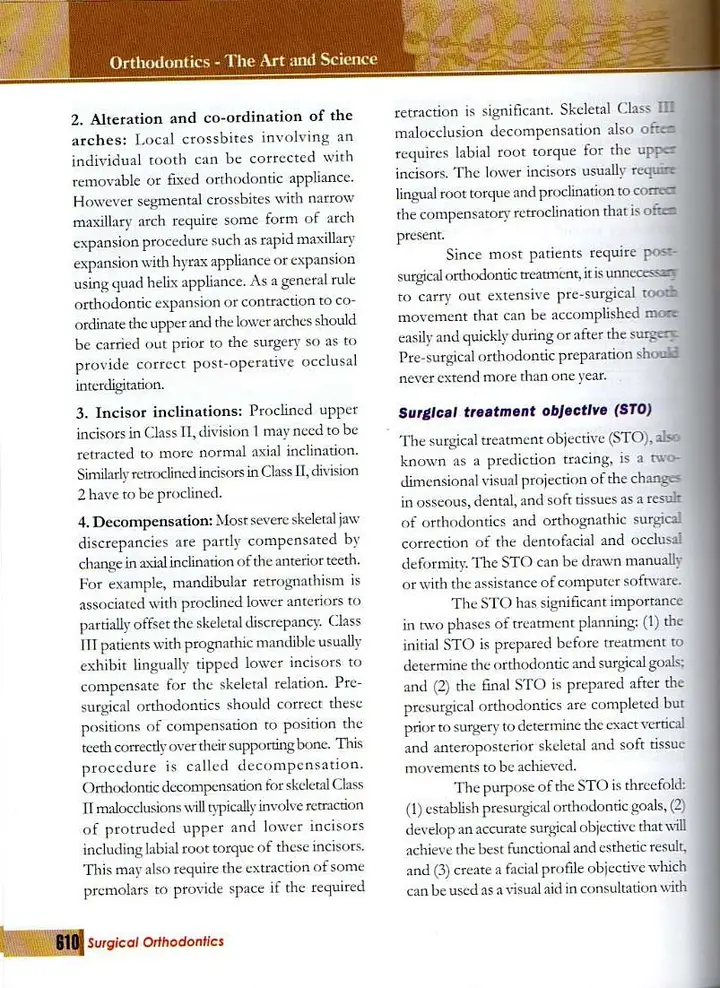 Orthodontics - The Art and Science
2. Alteration and co-ordination of the
arches: Local crossbites involving an
individual tooth can be corrected with
removable or fixed orthodontic appliance.
However segmental crossbites with narrow
maxillary arch require some form of arch
expansion procedure such as rapid maxillary
expansion with hyrax appliance or expansion
using quad helix appliance. As a general rule
orthodontic expansion or contraction to co-
ordinate the upper and the lower arches should
be carried out prior to the surgery so as to
provide correct post-operative occlusal
interdigitation.
3. Incisor inclinations: Proclined upper
incisors in Class II, division 1 may need to be
retracted to more normal axial inclination.
Similarly retroclined incisors in Class II, division
2 have to be proclined.
4. Decompensation: Most severe skeletal jaw
discrepancies are partly compensated by
change in axial inclination of the anterior teeth.
For example, mandibular retrognathism is
associated with proclined lower anteriors to
partially offset the skeletal discrepancy. Class
III patients with prognathic mandible usually
exhibit lingually tipped lower incisors to
compensate for the skeletal relation. Pre-
surgical orthodontics should correct these
positions of compensation to position the
teeth correctly over their supporting bone. This
procedure is called decompensation.
Orthodontic decompensation for skeletal Class
II malocclusions will typically involve retraction
of protruded upper and lower incisors
including labial root torque of these incisors.
This may also require the extraction of some
premolars to provide space if the required
retraction is significant. Skeletal Class III
malocclusion decompensation also often
requires labial root torque for the upper
incisors. The lower incisors usually require
lingual root torque and proclination to correct
the compensatory retroclination that is often
present.
Since most patients require post-
surgical orthodontic treatment, it is unnecessary
to carry out extensive pre-surgical tooth
movement that can be accomplished more
easily and quickly during or after the surgery.
Pre-surgical orthodontic preparation should
never extend more than one year.
Surgical treatment objective (STO)
The surgical treatment objective (STO), also
known as a prediction tracing, is a two-
dimensional visual projection of the changes
in osseous, dental, and soft tissues as a result
of orthodontics and orthognathic surgical
correction of the dentofacial and occlusal
deformity. The STO can be drawn manually
or with the assistance of computer software.
The STO has significant importance
in two phases of treatment planning: (1) the
initial STO is prepared before treatment to
determine the orthodontic and surgical goals;
and (2) the final STO is prepared after the
presurgical orthodontics are completed but
prior to surgery to determine the exact vertical
and anteroposterior skeletal and soft tissue
movements to be achieved.
The purpose of the STO is threefold:
(1) establish presurgical orthodontic goals, (2)
develop an accurate surgical objective that will
achieve the best functional and esthetic result,
and (3) create a facial profile objective which
can be used as a visual aid in consultation with
610 Surgical Orthodontics